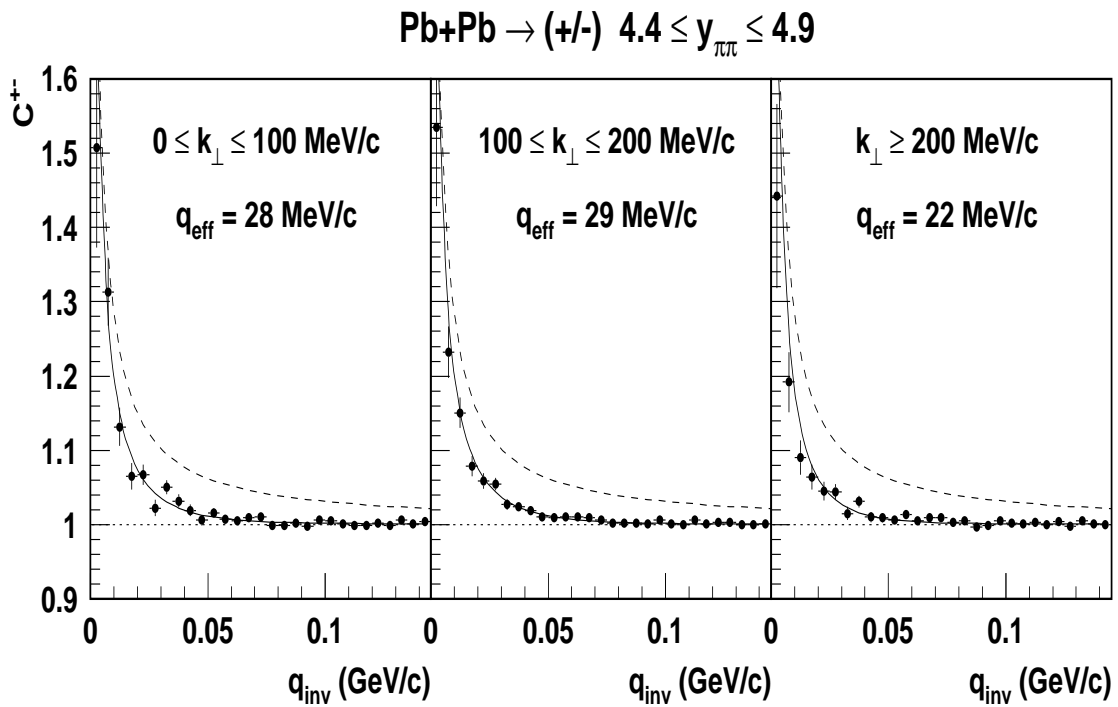 Pb+Pb → (+/-) 4.4 ≤ y_ππ ≤ 4.9
C^+-
1.6
1.5
1.4
1.3
1.2
1.1
1
0.9
0 ≤ k_⊥ ≤ 100 MeV/c
q_eff = 28 MeV/c
100 ≤ k_⊥ ≤ 200 MeV/c
q_eff = 29 MeV/c
k_⊥ ≥ 200 MeV/c
q_eff = 22 MeV/c
0 0.05 0.1 0 0.05 0.1 0 0.05 0.1
q_inv (GeV/c) q_inv (GeV/c) q_inv (GeV/c)